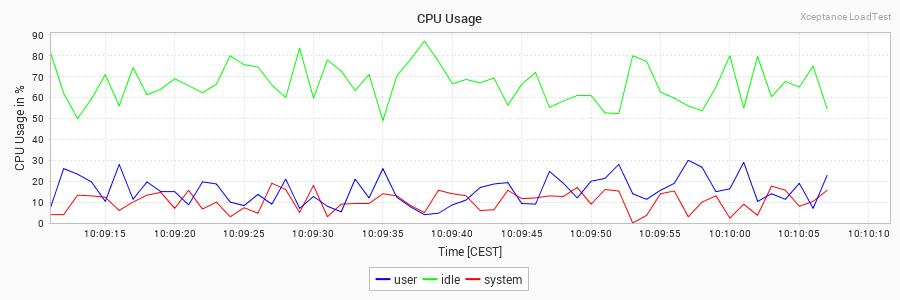 CPU Usage
Xceptance LoadTest
CPU Usage in %
90
80
70
60
50
40
30
20
10
0
10:09:15 10:09:20 10:09:25 10:09:30 10:09:35 10:09:40 10:09:45 10:09:50 10:09:55 10:10:00 10:10:05 10:10:10
Time [CEST]
user idle system